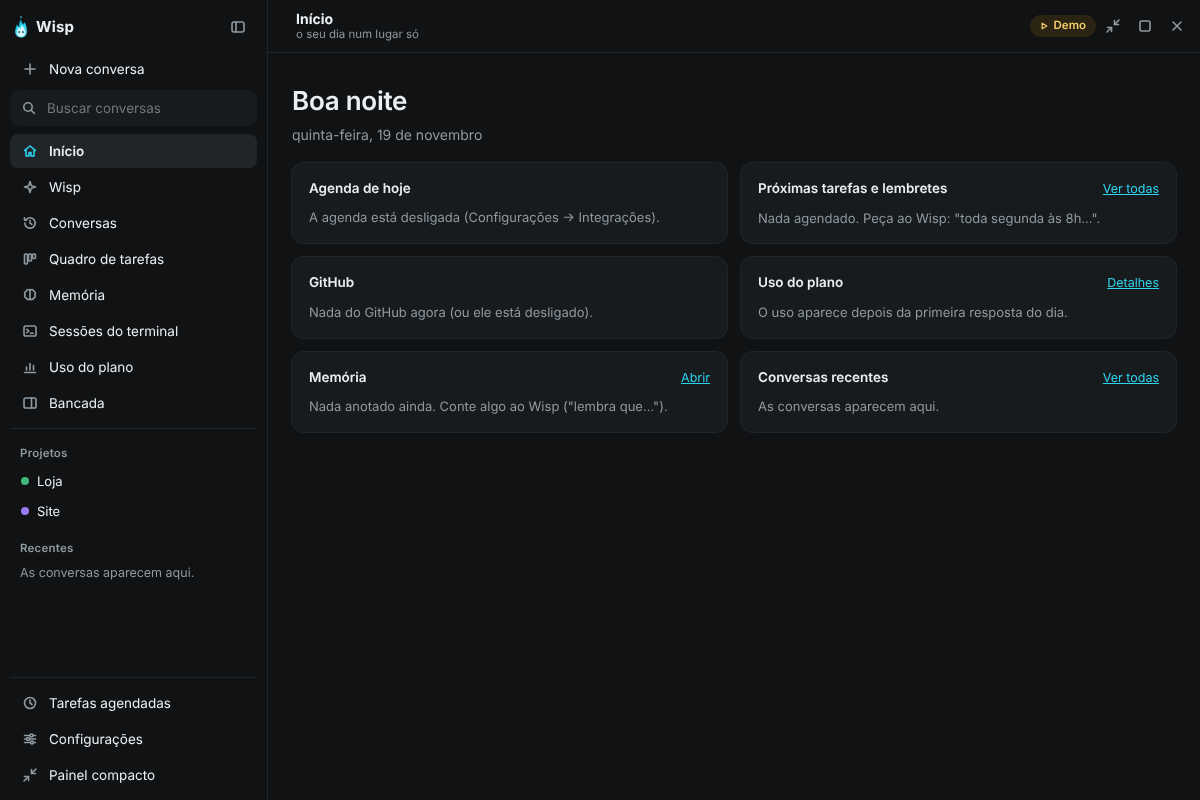 Wisp
Nova conversa
Buscar conversas
Início
Wisp
Conversas
Quadro de tarefas
Memória
Sessões do terminal
Uso do plano
Bancada
Projetos
Loja
Site
Recentes
As conversas aparecem aqui.
Tarefas agendadas
Configurações
Painel compacto
Início
o seu dia num lugar só
Demo
Boa noite
quinta-feira, 19 de novembro
Agenda de hoje
A agenda está desligada (Configurações → Integrações).
Próximas tarefas e lembretes
Ver todas
Nada agendado. Peça ao Wisp: "toda segunda às 8h...".
GitHub
Nada do GitHub agora (ou ele está desligado).
Uso do plano
Detalhes
O uso aparece depois da primeira resposta do dia.
Memória
Abrir
Nada anotado ainda. Conte algo ao Wisp ("lembra que...").
Conversas recentes
Ver todas
As conversas aparecem aqui.